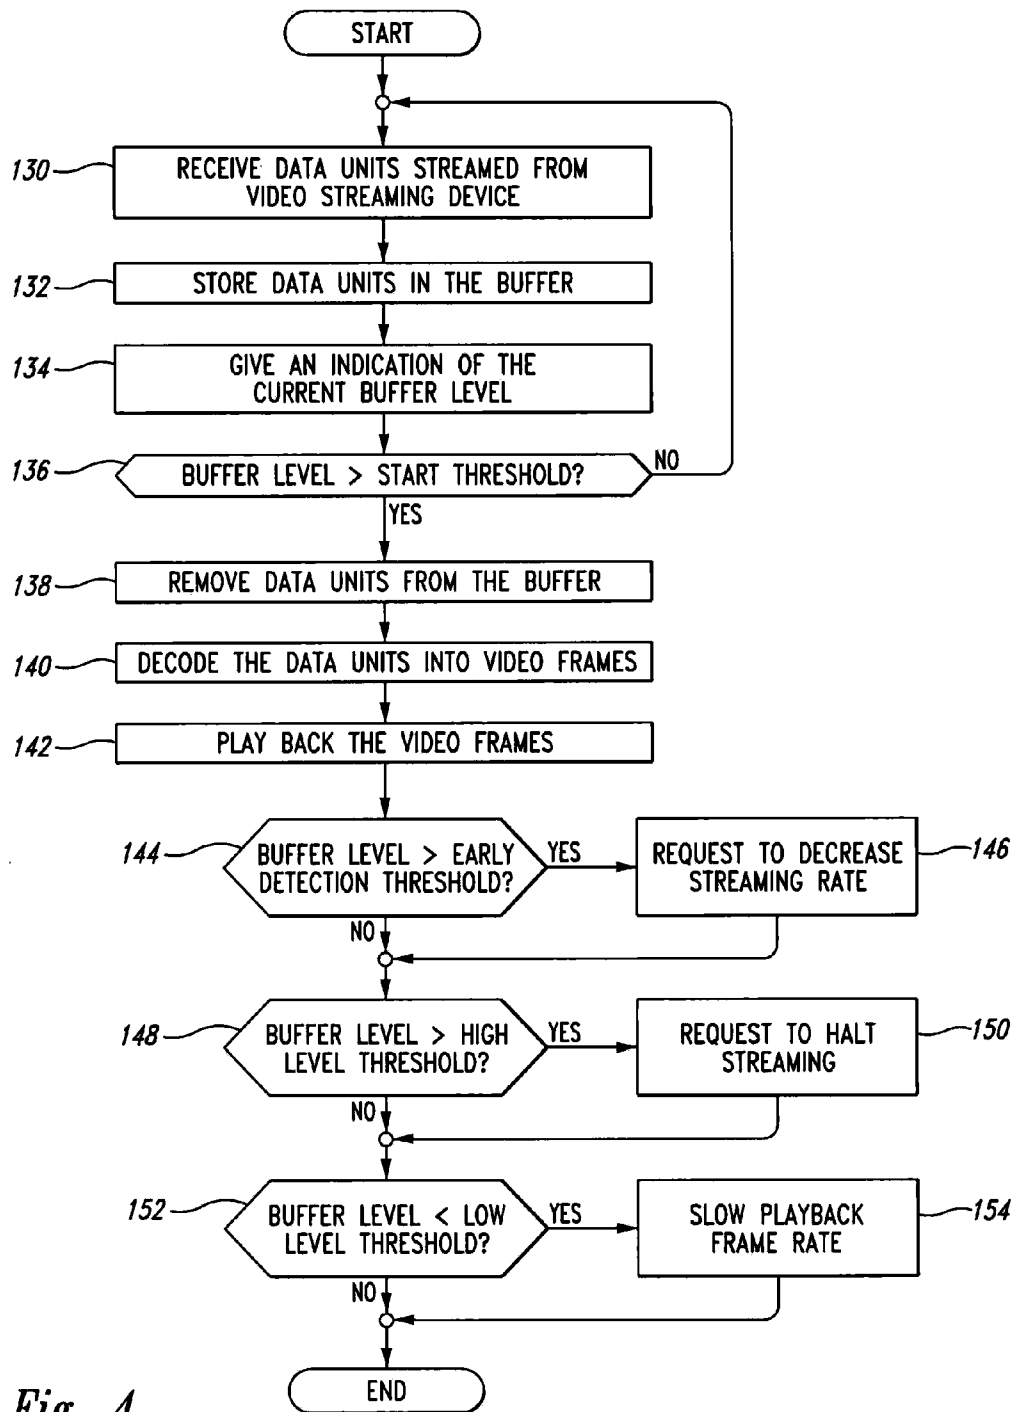 START
130
RECEIVE DATA UNITS STREAMED FROM
VIDEO STREAMING DEVICE
132
STORE DATA UNITS IN THE BUFFER
134
GIVE AN INDICATION OF THE
CURRENT BUFFER LEVEL
136
BUFFER LEVEL > START THRESHOLD?
NO
YES
138
REMOVE DATA UNITS FROM THE BUFFER
140
DECODE THE DATA UNITS INTO VIDEO FRAMES
142
PLAY BACK THE VIDEO FRAMES
144
BUFFER LEVEL > EARLY
DETECTION THRESHOLD?
YES
REQUEST TO DECREASE
STREAMING RATE
146
NO
148
BUFFER LEVEL > HIGH
LEVEL THRESHOLD?
YES
REQUEST TO HALT
STREAMING
150
NO
152
BUFFER LEVEL < LOW
LEVEL THRESHOLD?
YES
SLOW PLAYBACK
FRAME RATE
154
NO
END
Fig. 4